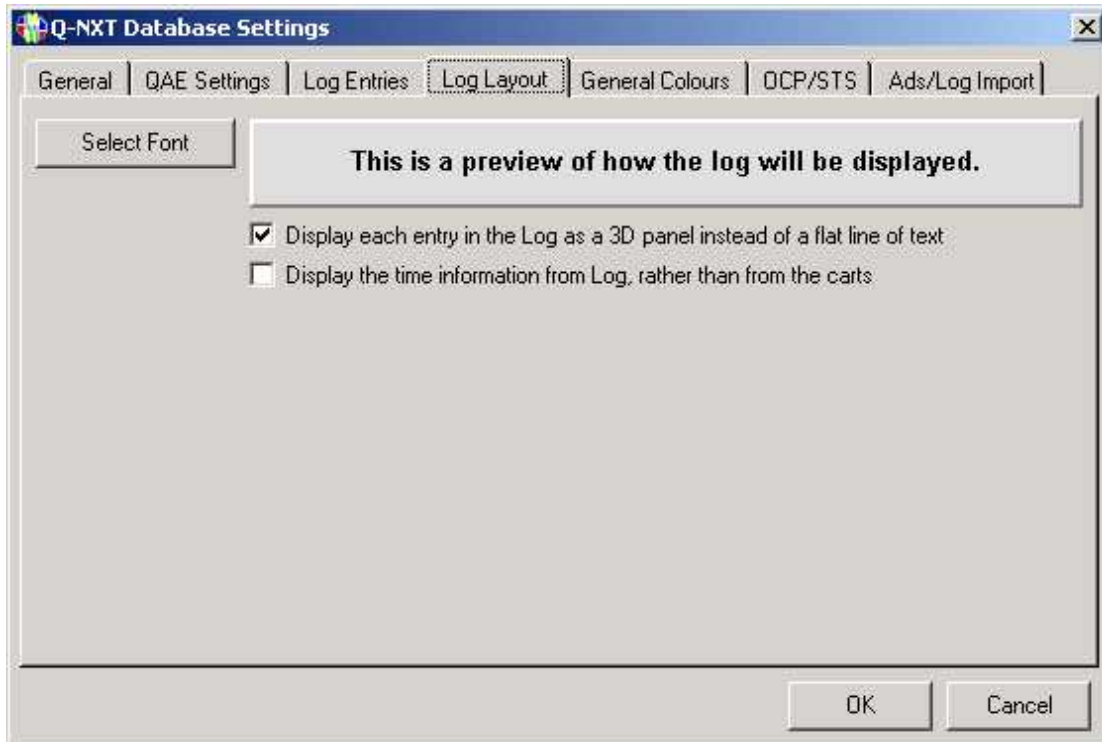 Q-NXT Database Settings
General QAE Settings Log Entries Log Layout General Colours OCP/STS Ads/Log Import
Select Font
This is a preview of how the log will be displayed.
Display each entry in the Log as a 3D panel instead of a flat line of text
Display the time information from Log, rather than from the carts
OK Cancel